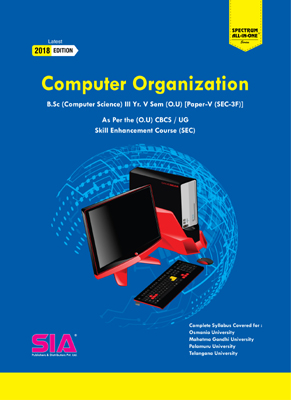 Latest
2018 EDITION
SPECTRUM
ALL-IN-ONE
Series
Computer Organization
B.Sc (Computer Science) III Yr. V Sem (O.U) [Paper-V (SEC-3F)]
As Per the (O.U) CBCS / UG
Skill Enhancement Course (SEC)
Complete Syllabus Covered for :
Osmania University
Mahatma Gandhi University
Palamuru University
Telangana University
SIA
Publishers & Distributors Pvt. Ltd.